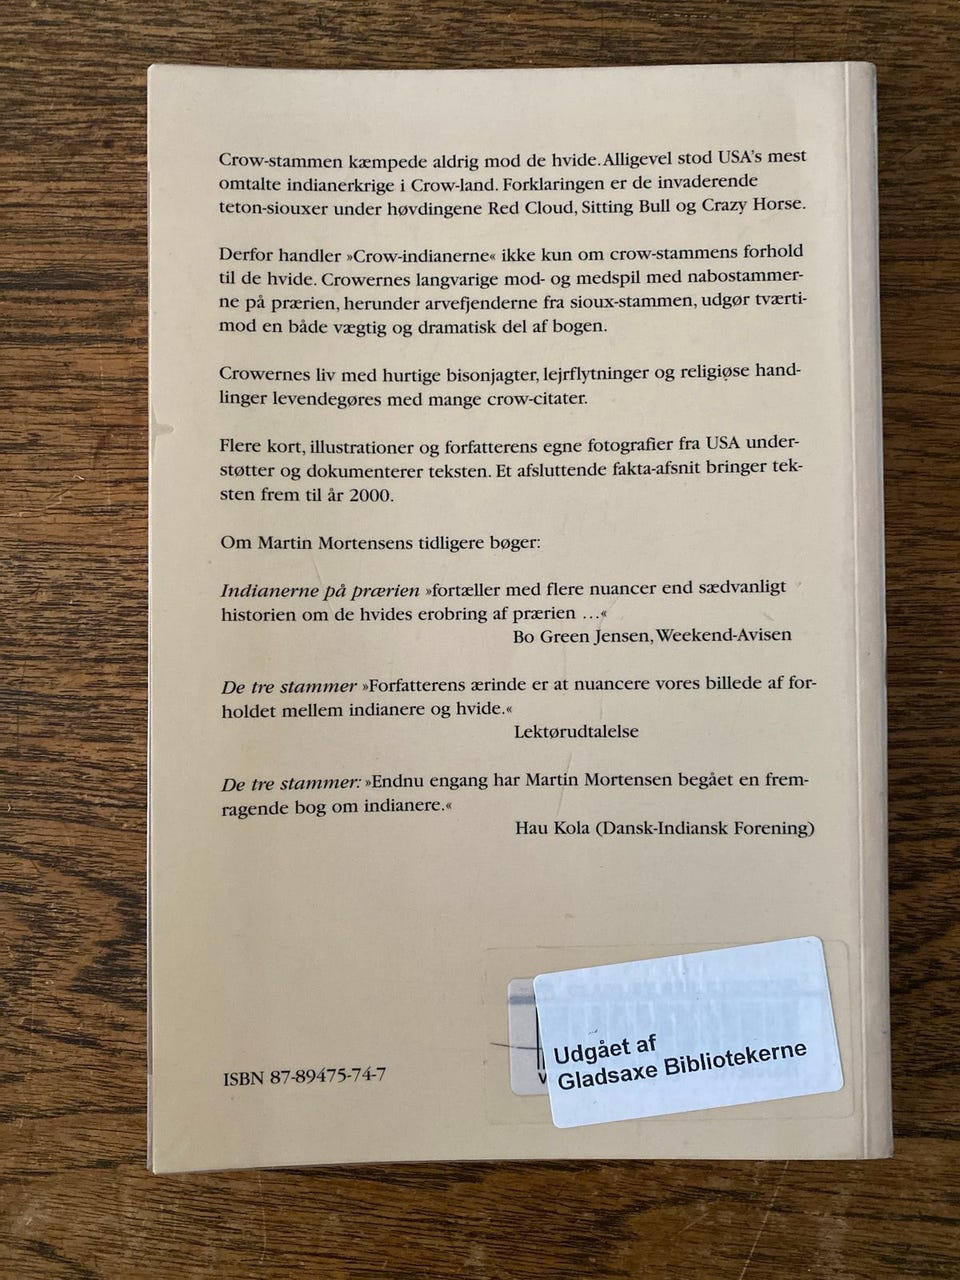 Crow-stammen kæmpede aldrig mod de hvide. Alligevel stod USA's mest
omtalte indianerkrige i Crow-land. Forklaringen er de invaderende
teton-siouxer under høvdingene Red Cloud, Sitting Bull og Crazy Horse.
Derfor handler »Crow-indianerne« ikke kun om crow-stammens forhold
til de hvide. Crowernes langvarige mod- og medspil med nabostammer-
ne på prærien, herunder arvefjenderne fra sioux-stammen, udgør tværti-
mod en både vægtig og dramatisk del af bogen.
Crowernes liv med hurtige bisonjagter, lejrflytninger og religiøse hand-
linger levendegøres med mange crow-citater.
Flere kort, illustrationer og forfatterens egne fotografier fra USA under-
støtter og dokumenterer teksten. Et afsluttende fakta-afsnit bringer tek-
sten frem til år 2000.
Om Martin Mortensens tidligere bøger:
Indianerne på prærien »fortæller med flere nuancer end sædvanligt
historien om de hvides erobring af prærien ...«
Bo Green Jensen, Weekend-Avisen
De tre stammer »Forfatterens ærinde er at nuancere vores billede af for-
holdet mellem indianere og hvide.«
Lektørudtalelse
De tre stammer: »Endnu engang har Martin Mortensen begået en frem-
ragende bog om indianere.«
Hau Kola (Dansk-Indiansk Forening)
Udgået af
Gladsaxe Bibliotekerne
ISBN 87-89475-74-7